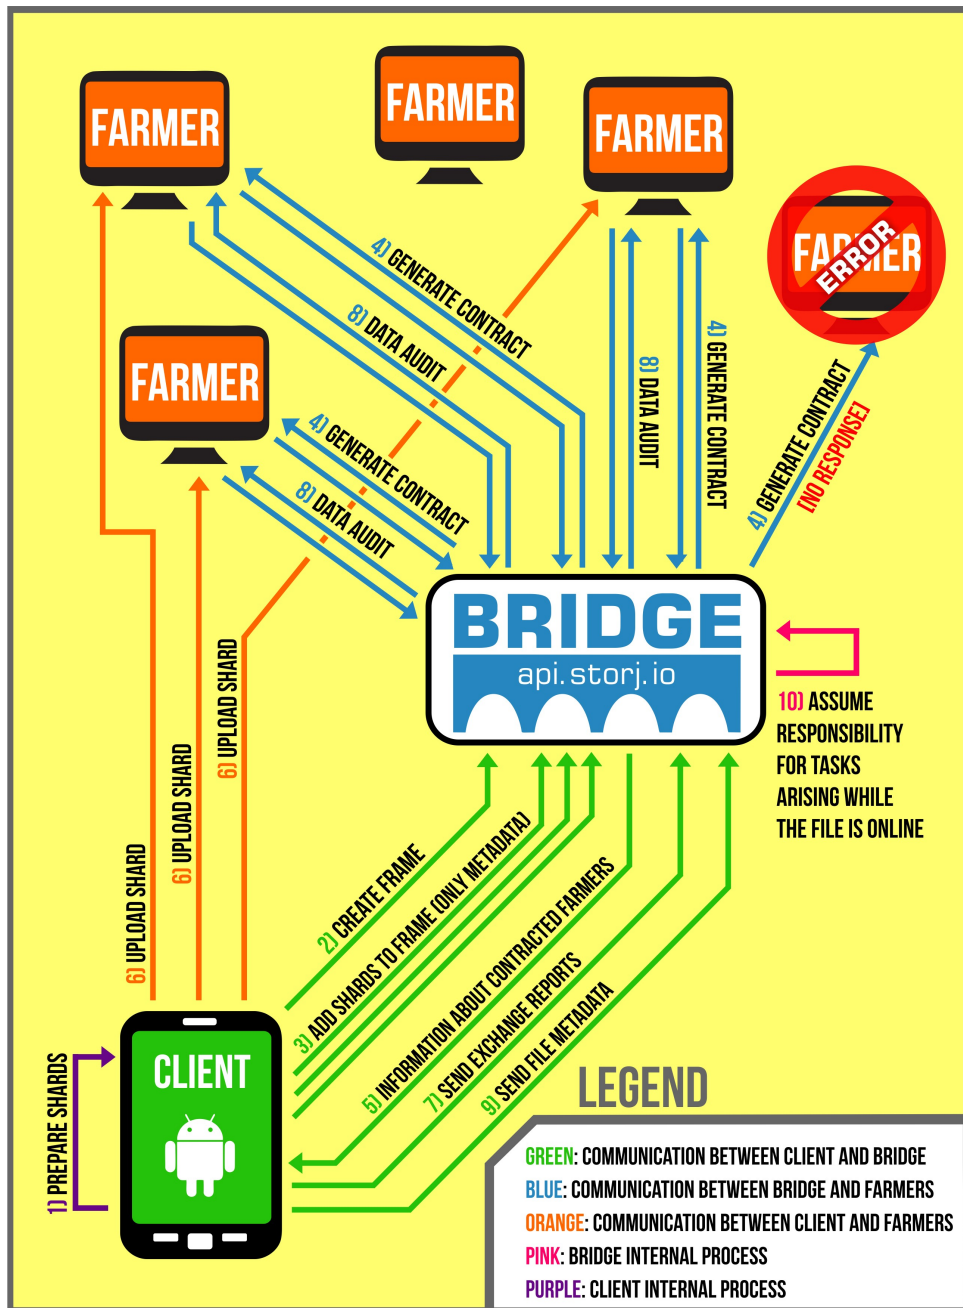 FARMER
FARMER
FARMER
FARMER
ERROR
FARMER
4) GENERATE CONTRACT
8) DATA AUDIT
4) GENERATE CONTRACT
8) DATA AUDIT
8) DATA AUDIT
4) GENERATE CONTRACT
4) GENERATE CONTRACT
[NO RESPONSE]
BRIDGE
api.storj.io
10) ASSUME
RESPONSIBILITY
FOR TASKS
ARISING WHILE
THE FILE IS ONLINE
6) UPLOAD SHARD
6) UPLOAD SHARD
6) UPLOAD SHARD
2) CREATE FRAME
3) ADD SHARDS TO FRAME (ONLY METADATA)
5) INFORMATION ABOUT CONTRACTED FARMERS
7) SEND EXCHANGE REPORTS
9) SEND FILE METADATA
1) PREPARE SHARDS
CLIENT
LEGEND
GREEN: COMMUNICATION BETWEEN CLIENT AND BRIDGE
BLUE: COMMUNICATION BETWEEN BRIDGE AND FARMERS
ORANGE: COMMUNICATION BETWEEN CLIENT AND FARMERS
PINK: BRIDGE INTERNAL PROCESS
PURPLE: CLIENT INTERNAL PROCESS